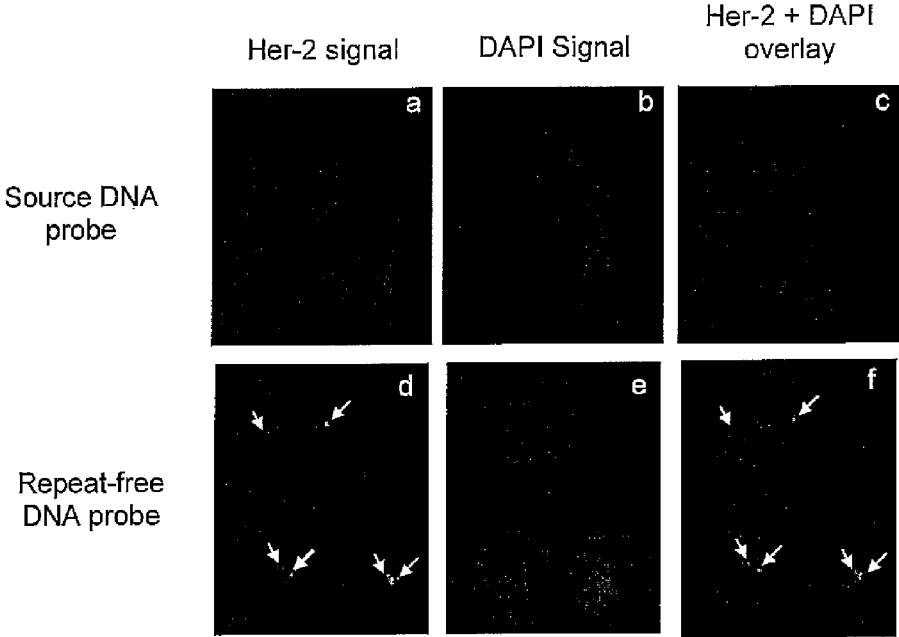 Her-2 signal
DAPI Signal
Her-2 + DAPI
overlay
a
b
c
Source DNA
probe
d
e
f
Repeat-free
DNA probe